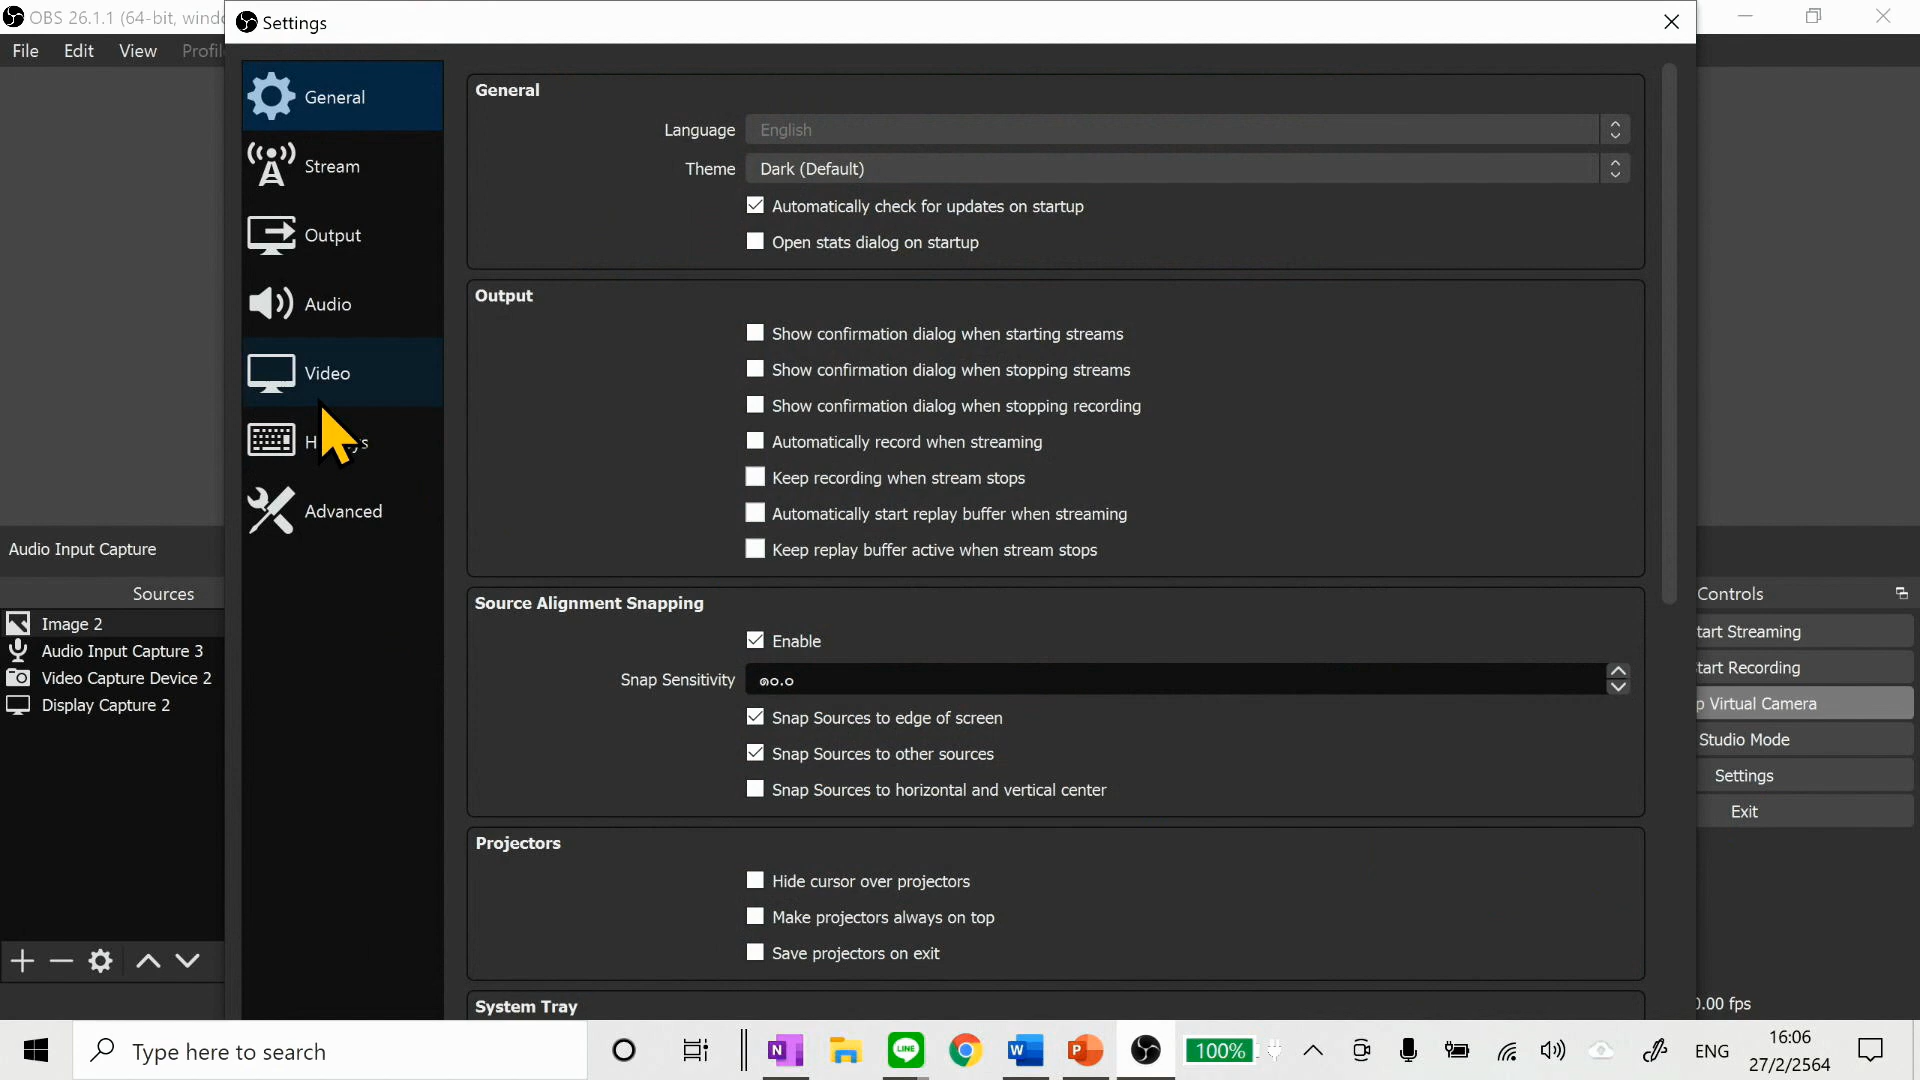 OBS 26.1.1 (64-bit, windo
Settings
File Edit View Profil
General
Stream
Output
Audio
Video
Advanced
General
Language English
Theme Dark (Default)
Automatically check for updates on startup
Open stats dialog on startup
Output
Show confirmation dialog when starting streams
Show confirmation dialog when stopping streams
Show confirmation dialog when stopping recording
Automatically record when streaming
Keep recording when stream stops
Automatically start replay buffer when streaming
Keep replay buffer active when stream stops
Source Alignment Snapping
Enable
Snap Sensitivity ๑๐.๐
Snap Sources to edge of screen
Snap Sources to other sources
Snap Sources to horizontal and vertical center
Projectors
Hide cursor over projectors
Make projectors always on top
Save projectors on exit
System Tray
Audio Input Capture
Sources
Image 2
Audio Input Capture 3
Video Capture Device 2
Display Capture 2
Controls
tart Streaming
tart Recording
p Virtual Camera
Studio Mode
Settings
Exit
0.00 fps
Type here to search
N
LINE
W
P
100%
ENG
16:06
27/2/2564